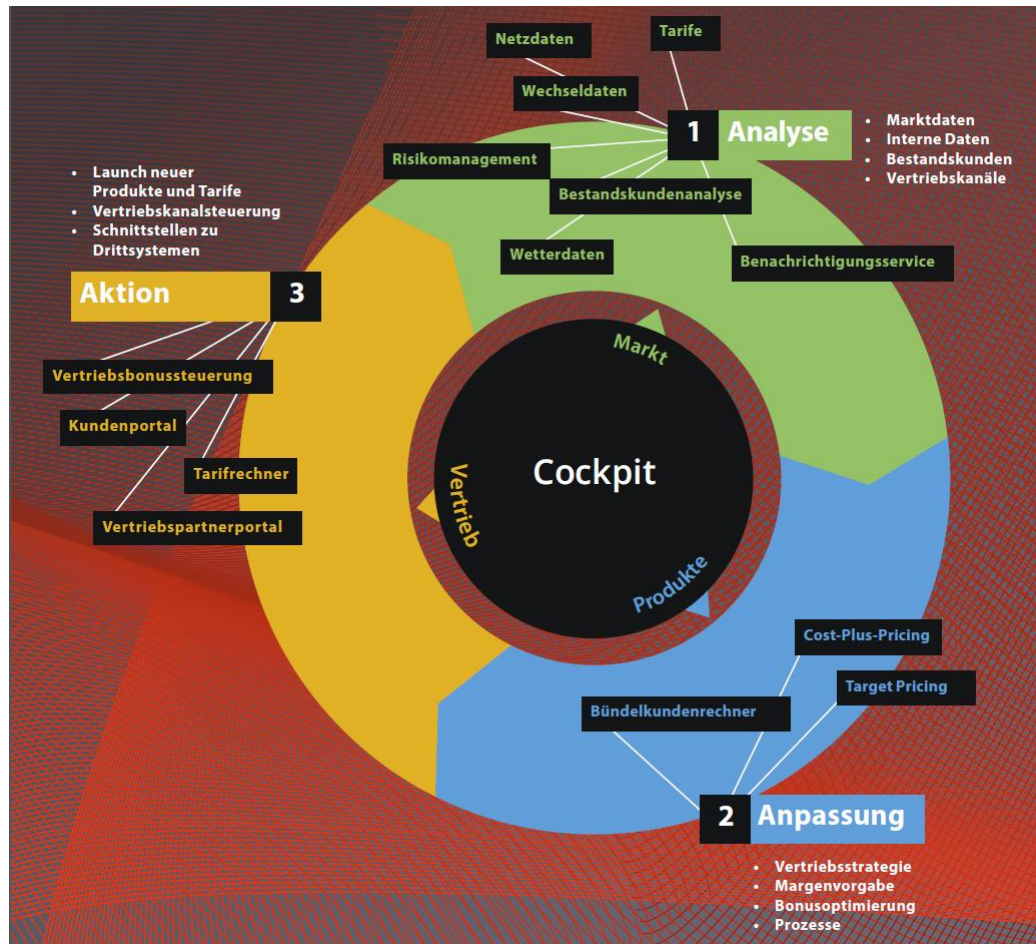 Netzdaten
Tarife
Wechseldaten
1 Analyse
• Marktdaten
• Interne Daten
• Bestandskunden
• Vertriebskanäle
Risikomanagement
Bestandskundenanalyse
Wetterdaten
Benachrichtigungsservice
• Launch neuer
Produkte und Tarife
• Vertriebskanalsteuerung
• Schnittstellen zu
Drittsystemen
Aktion 3
Vertriebsbonussteuerung
Kundenportal
Tarifrechner
Vertriebspartnerportal
Markt
Cockpit
Vertrieb
Produkte
Cost-Plus-Pricing
Target Pricing
Bündelkundenrechner
2 Anpassung
• Vertriebsstrategie
• Margenvorgabe
• Bonusoptimierung
• Prozesse